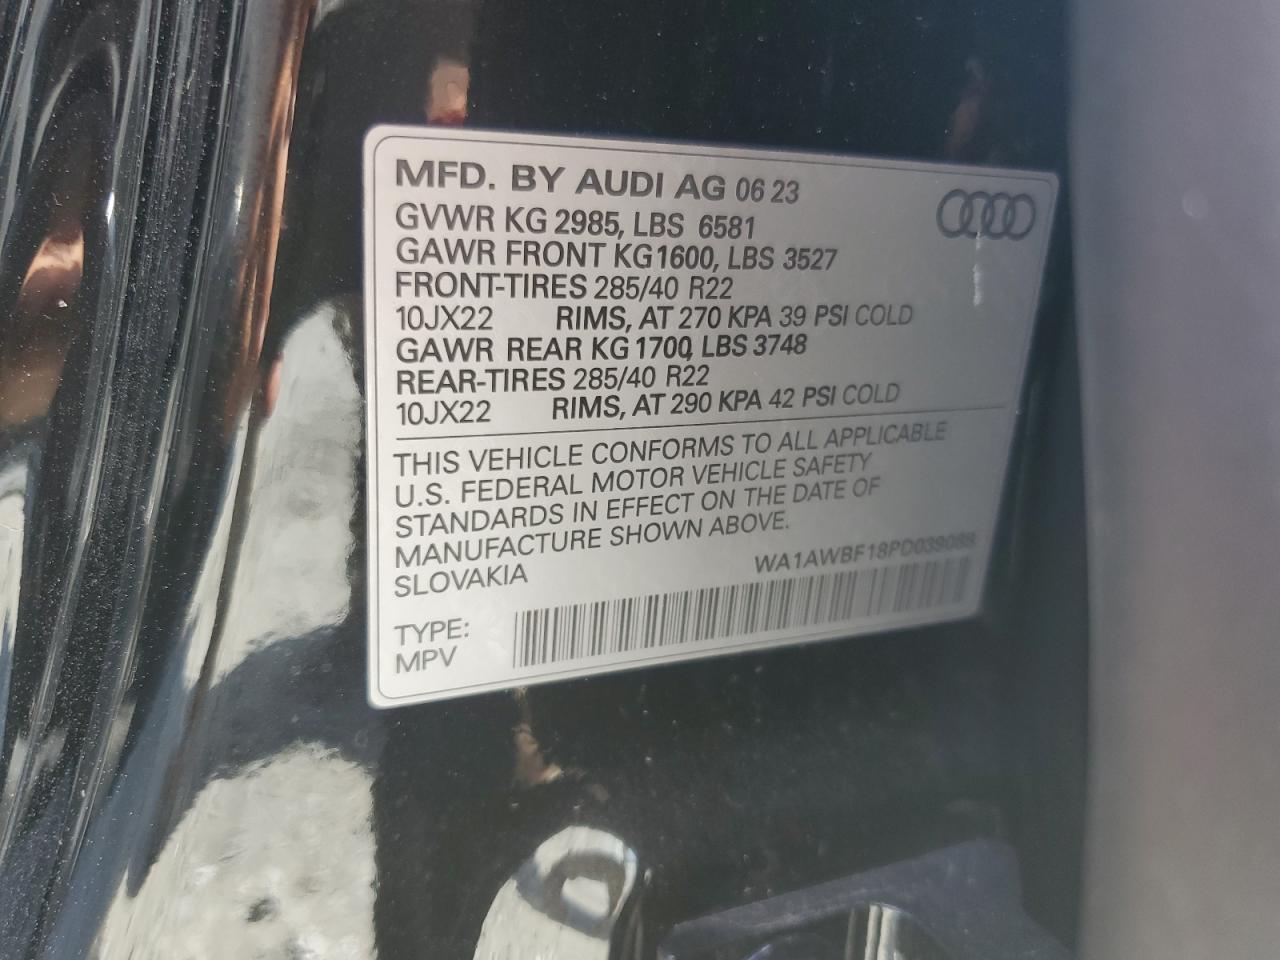 MFD. BY AUDI AG 06 23
GVWR KG 2985, LBS 6581
GAWR FRONT KG 1600, LBS 3527
FRONT-TIRES 285/40 R22
10JX22 RIMS, AT 270 KPA 39 PSI COLD
GAWR REAR KG 1700, LBS 3748
REAR-TIRES 285/40 R22
10JX22 RIMS, AT 290 KPA 42 PSI COLD
THIS VEHICLE CONFORMS TO ALL APPLICABLE
U.S. FEDERAL MOTOR VEHICLE SAFETY
STANDARDS IN EFFECT ON THE DATE OF
MANUFACTURE SHOWN ABOVE.
SLOVAKIA WA1AWBF18PD039088
TYPE:
MPV